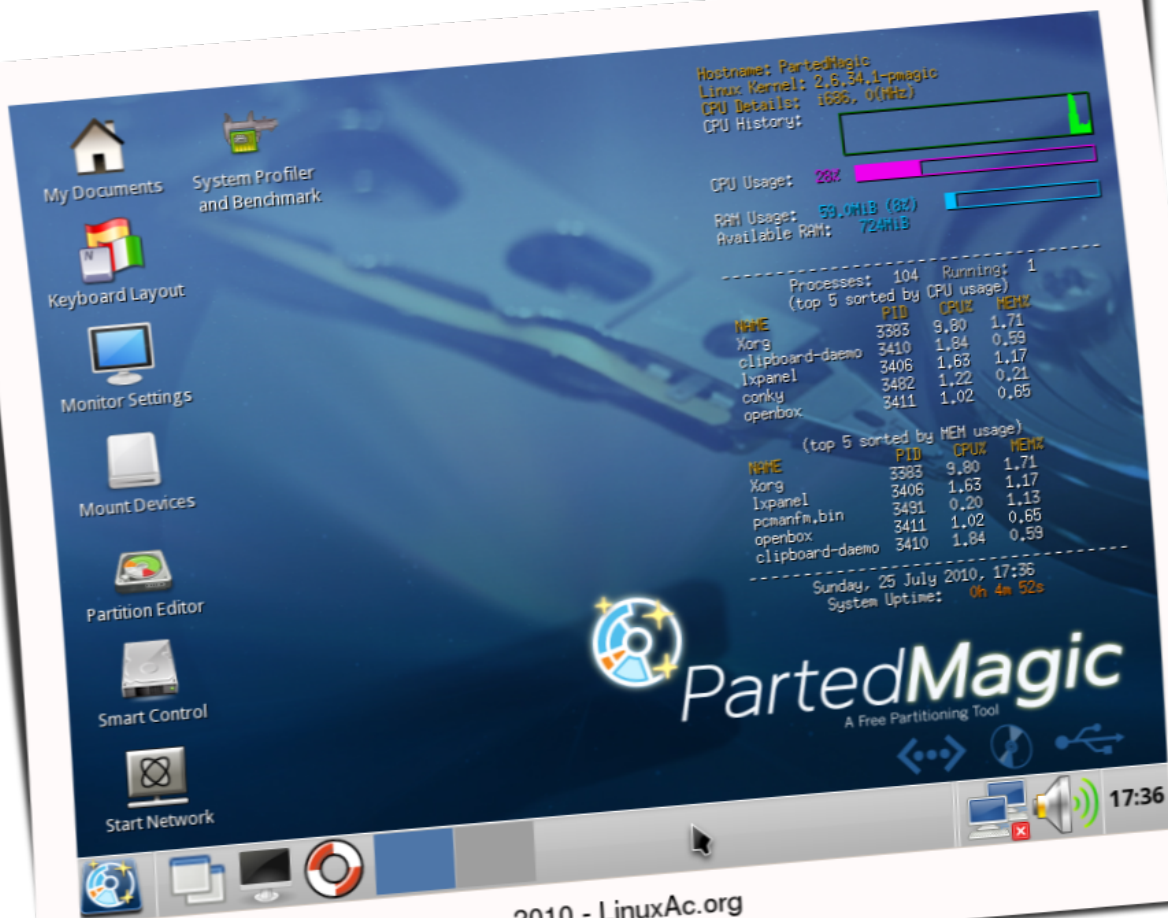 My Documents
System Profiler
and Benchmark
Keyboard Layout
Monitor Settings
Mount Devices
Partition Editor
Smart Control
Start Network
Hostname: PartedMagic
Linux Kernel: 2.6.34.1-pmagic
CPU Details: i686, 0(MHz)
CPU History:
CPU Usage: 28%
RAM Usage: 59.0MiB (8%)
Available RAM: 724MiB
Processes: 104 Running: 1
(top 5 sorted by CPU usage)
NAME PID CPU% MEM%
Xorg 3383 9.80 1.71
clipboard-daemo 3410 1.84 0.59
lxpanel 3406 1.63 1.17
conky 3482 1.22 0.21
openbox 3411 1.02 0.65
(top 5 sorted by MEM usage)
NAME PID CPU% MEM%
Xorg 3383 9.80 1.71
lxpanel 3406 1.63 1.17
pcmanfm.bin 3491 0.20 1.13
openbox 3411 1.02 0.65
clipboard-daemo 3410 1.84 0.59
Sunday, 25 July 2010, 17:36
System Uptime: 0h 4m 52s
PartedMagic
A Free Partitioning Tool
17:36
2010 - LinuxAc.org